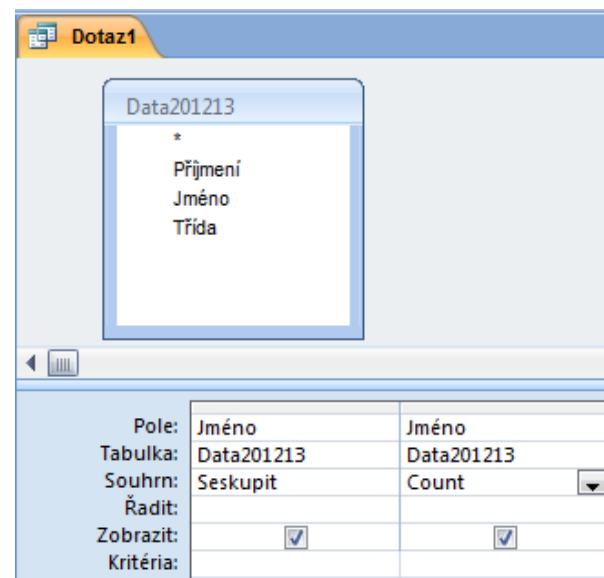 Dotaz1
Data201213
*
Příjmení
Jméno
Třída
Pole: Jméno Jméno
Tabulka: Data201213 Data201213
Souhrn: Seskupit Count
Řadit:
Zobrazit:
Kritéria: